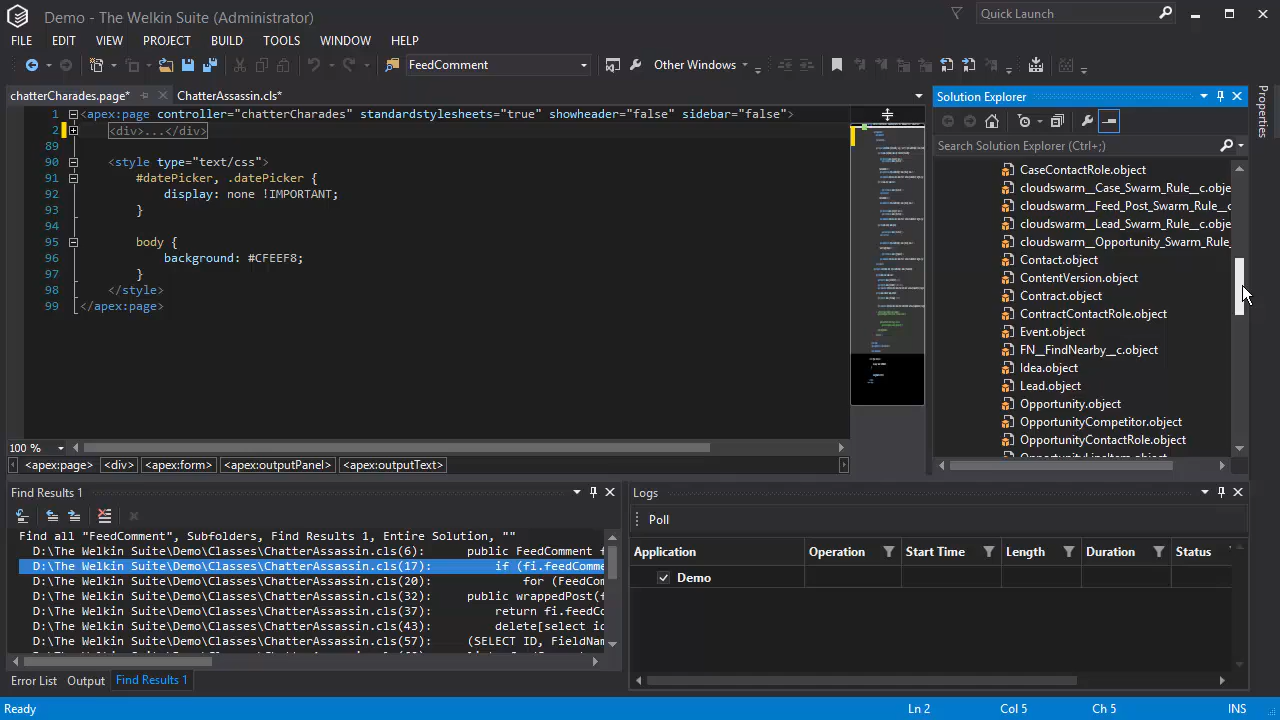 Demo - The Welkin Suite (Administrator)
Quick Launch
FILE EDIT VIEW PROJECT BUILD TOOLS WINDOW HELP
FeedComment
Other Windows
chatterCharades.page* ChatterAssassin.cls*
1 <apex:page controller="chatterCharades" standardstylesheets="true" showheader="false" sidebar="false">
2 <div>...</div>
89
90 <style type="text/css">
91 #datePicker, .datePicker {
92 display: none !IMPORTANT;
93 }
94
95 body {
96 background: #CFEEF8;
97 }
98 </style>
99 </apex:page>
100 %
<apex:page> <div> <apex:form> <apex:outputPanel> <apex:outputText>
Solution Explorer
Search Solution Explorer (Ctrl+;)
CaseContactRole.object
cloudswarm__Case_Swarm_Rule__c.obje
cloudswarm__Feed_Post_Swarm_Rule__c
cloudswarm__Lead_Swarm_Rule__c.obje
cloudswarm__Opportunity_Swarm_Rule_
Contact.object
ContentVersion.object
Contract.object
ContractContactRole.object
Event.object
FN__FindNearby__c.object
Idea.object
Lead.object
Opportunity.object
OpportunityCompetitor.object
OpportunityContactRole.object
OpportunityLineItem.object
Properties
Find Results 1
Find all "FeedComment", Subfolders, Find Results 1, Entire Solution, ""
D:\The Welkin Suite\Demo\Classes\ChatterAssassin.cls(6): public FeedComment f
D:\The Welkin Suite\Demo\Classes\ChatterAssassin.cls(17): if (fi.feedComme
D:\The Welkin Suite\Demo\Classes\ChatterAssassin.cls(20): for (FeedCom
D:\The Welkin Suite\Demo\Classes\ChatterAssassin.cls(32): public wrappedPost(f
D:\The Welkin Suite\Demo\Classes\ChatterAssassin.cls(37): return fi.feedCo
D:\The Welkin Suite\Demo\Classes\ChatterAssassin.cls(43): delete[select id
D:\The Welkin Suite\Demo\Classes\ChatterAssassin.cls(57): (SELECT ID, FieldNam
Error List Output Find Results 1
Logs
Poll
Application Operation Start Time Length Duration Status
Demo
Ready Ln 2 Col 5 Ch 5 INS